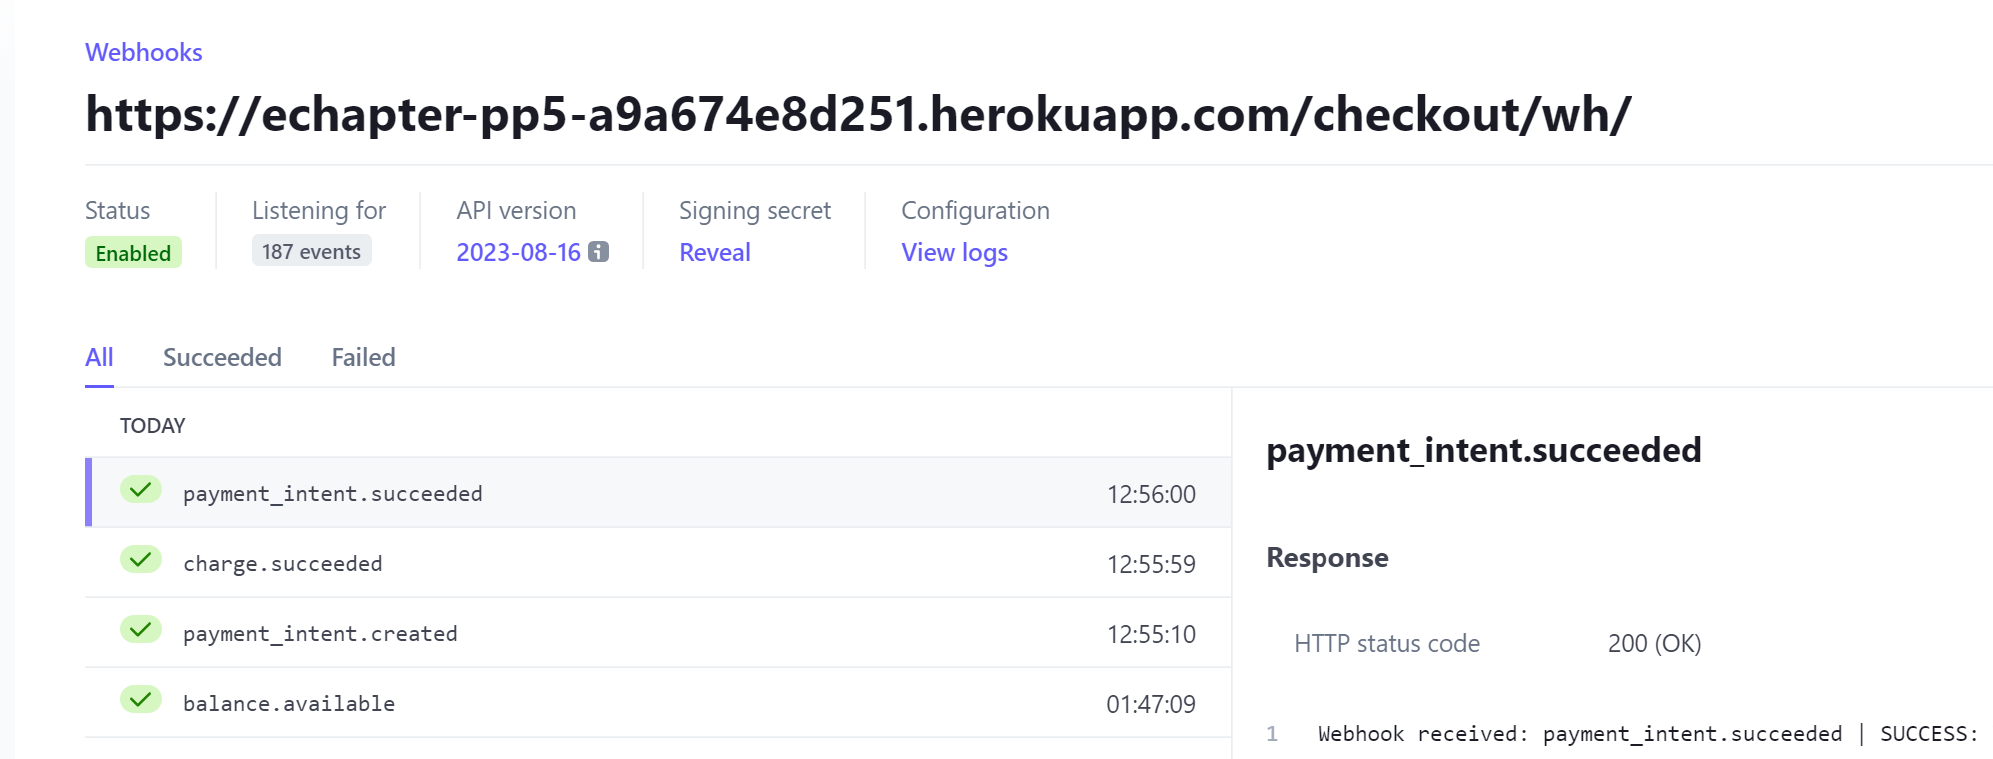 Webhooks
https://echapter-pp5-a9a674e8d251.herokuapp.com/checkout/wh/
Status Listening for API version Signing secret Configuration
Enabled 187 events 2023-08-16 Reveal View logs
All Succeeded Failed
TODAY
payment_intent.succeeded 12:56:00
charge.succeeded 12:55:59
payment_intent.created 12:55:10
balance.available 01:47:09
payment_intent.succeeded
Response
HTTP status code 200 (OK)
1 Webhook received: payment_intent.succeeded | SUCCESS: